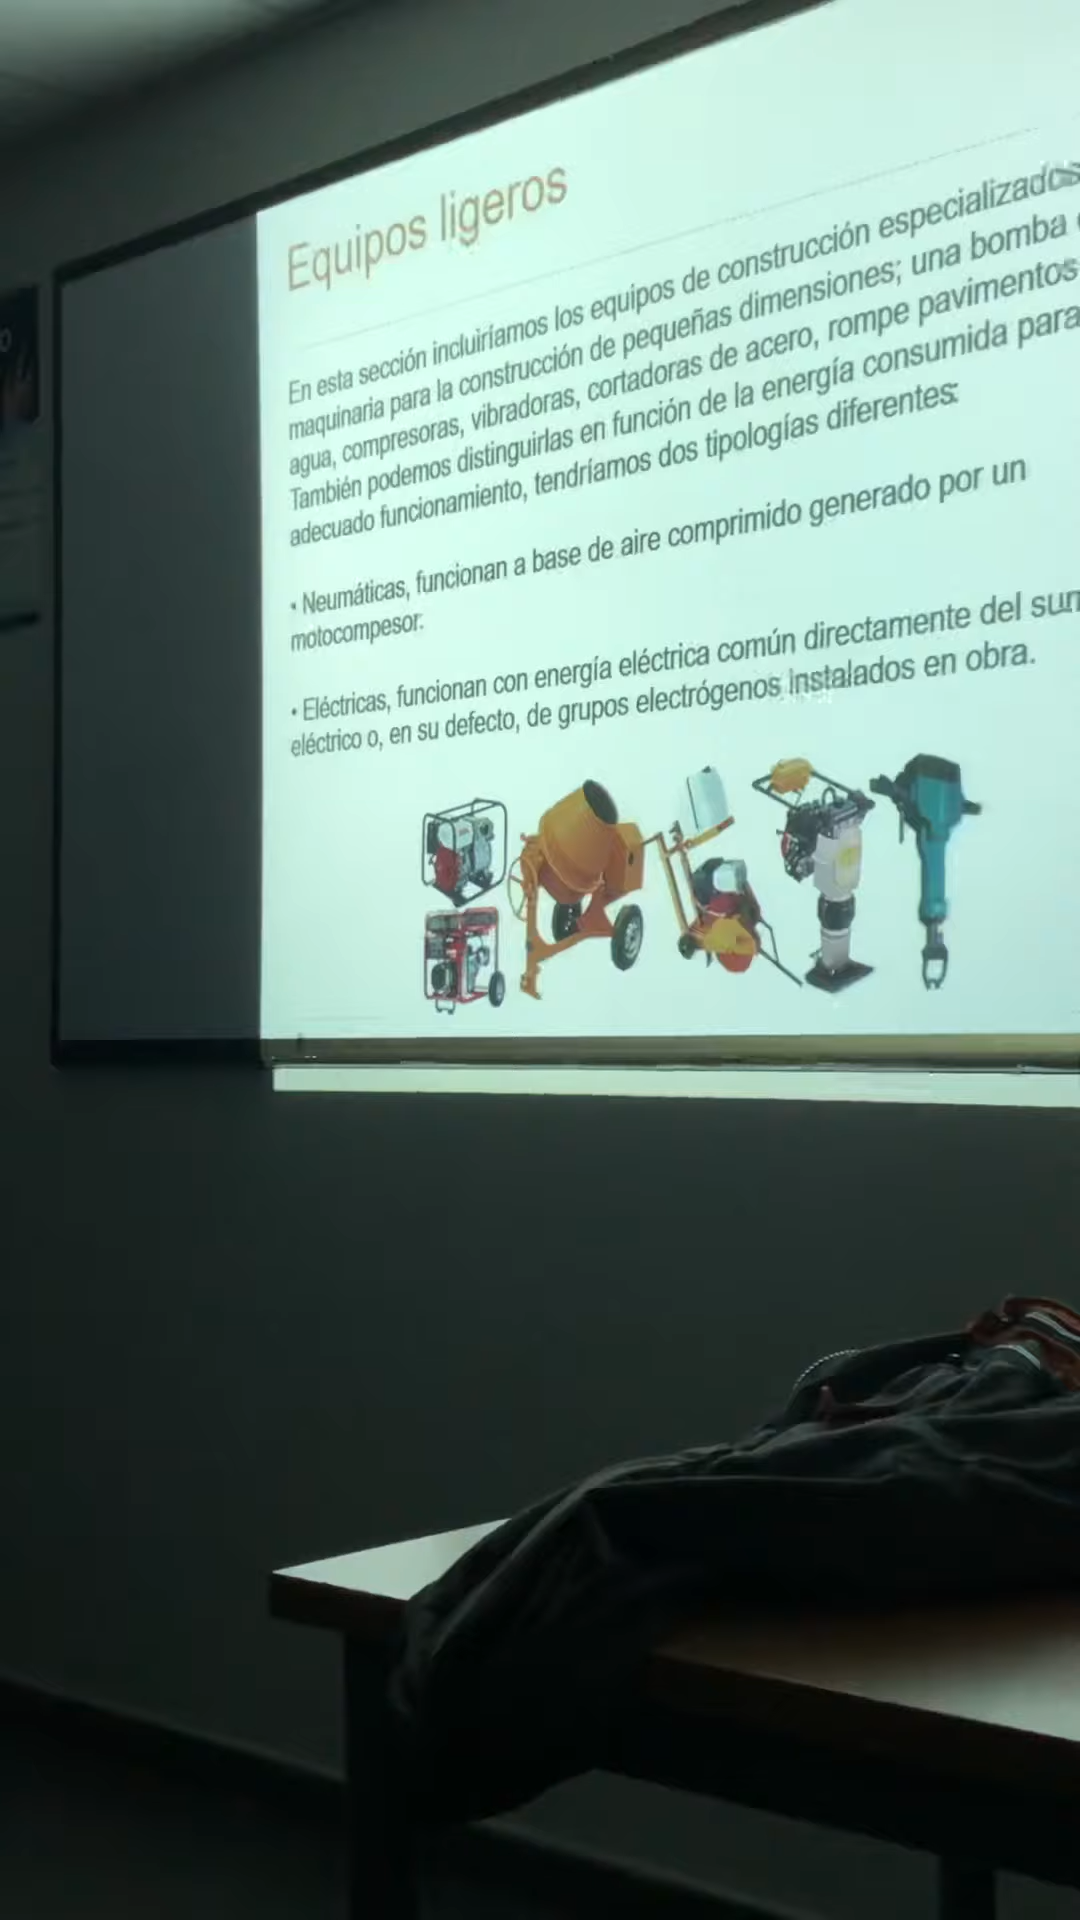 Equipos ligeros
En esta sección incluiríamos los equipos de construcción especializados
maquinaria para la construcción de pequeñas dimensiones; una bomba
agua, compresoras, vibradoras, cortadoras de acero, rompe pavimentos
También podemos distinguirlas en función de la energía consumida para
adecuado funcionamiento, tendríamos dos tipologías diferentes:
• Neumáticas, funcionan a base de aire comprimido generado por un
motocompesor.
• Eléctricas, funcionan con energía eléctrica común directamente del
eléctrico o, en su defecto, de grupos electrógenos instalados en obra.